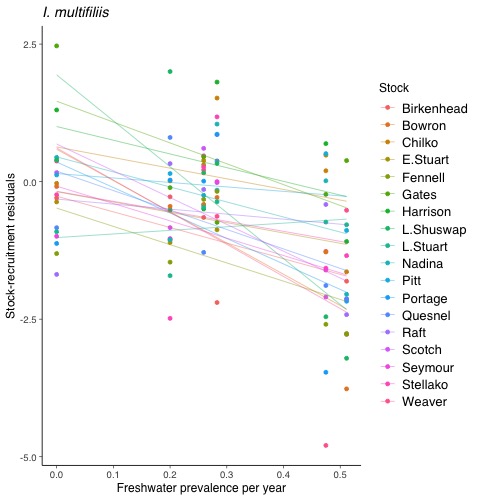 I. multifiliis
2.5
0.0
-2.5
-5.0
Stock-recruitment residuals
0.0 0.1 0.2 0.3 0.4 0.5
Freshwater prevalence per year
Stock
Birkenhead
Bowron
Chilko
E.Stuart
Fennell
Gates
Harrison
L.Shuswap
L.Stuart
Nadina
Pitt
Portage
Quesnel
Raft
Scotch
Seymour
Stellako
Weaver